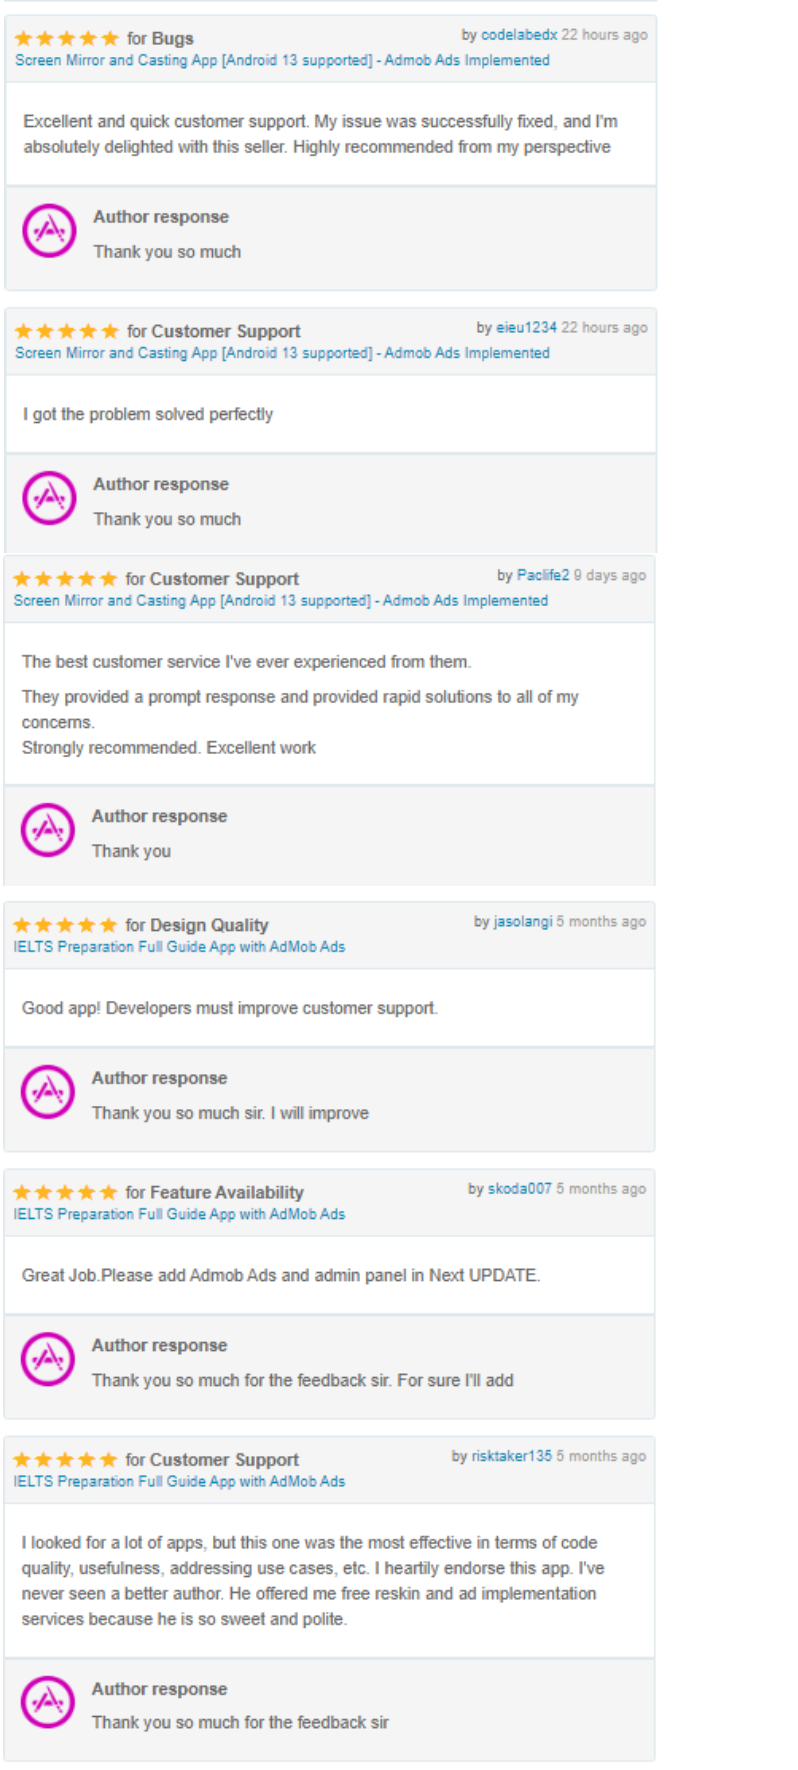 for Bugs
by codelabedx 22 hours ago
Screen Mirror and Casting App [Android 13 supported] - Admob Ads Implemented
Excellent and quick customer support. My issue was successfully fixed, and I'm
absolutely delighted with this seller. Highly recommended from my perspective
Author response
Thank you so much
for Customer Support
by eieu1234 22 hours ago
Screen Mirror and Casting App [Android 13 supported] - Admob Ads Implemented
I got the problem solved perfectly
Author response
Thank you so much
for Customer Support
by Paclife2 9 days ago
Screen Mirror and Casting App [Android 13 supported] - Admob Ads Implemented
The best customer service I've ever experienced from them.
They provided a prompt response and provided rapid solutions to all of my
concerns.
Strongly recommended. Excellent work
Author response
Thank you
for Design Quality
by jasolangi 5 months ago
IELTS Preparation Full Guide App with AdMob Ads
Good app! Developers must improve customer support.
Author response
Thank you so much sir. I will improve
for Feature Availability
by skoda007 5 months ago
IELTS Preparation Full Guide App with AdMob Ads
Great Job.Please add Admob Ads and admin panel in Next UPDATE.
Author response
Thank you so much for the feedback sir. For sure I'll add
for Customer Support
by risktaker135 5 months ago
IELTS Preparation Full Guide App with AdMob Ads
I looked for a lot of apps, but this one was the most effective in terms of code
quality, usefulness, addressing use cases, etc. I heartily endorse this app. I've
never seen a better author. He offered me free reskin and ad implementation
services because he is so sweet and polite.
Author response
Thank you so much for the feedback sir